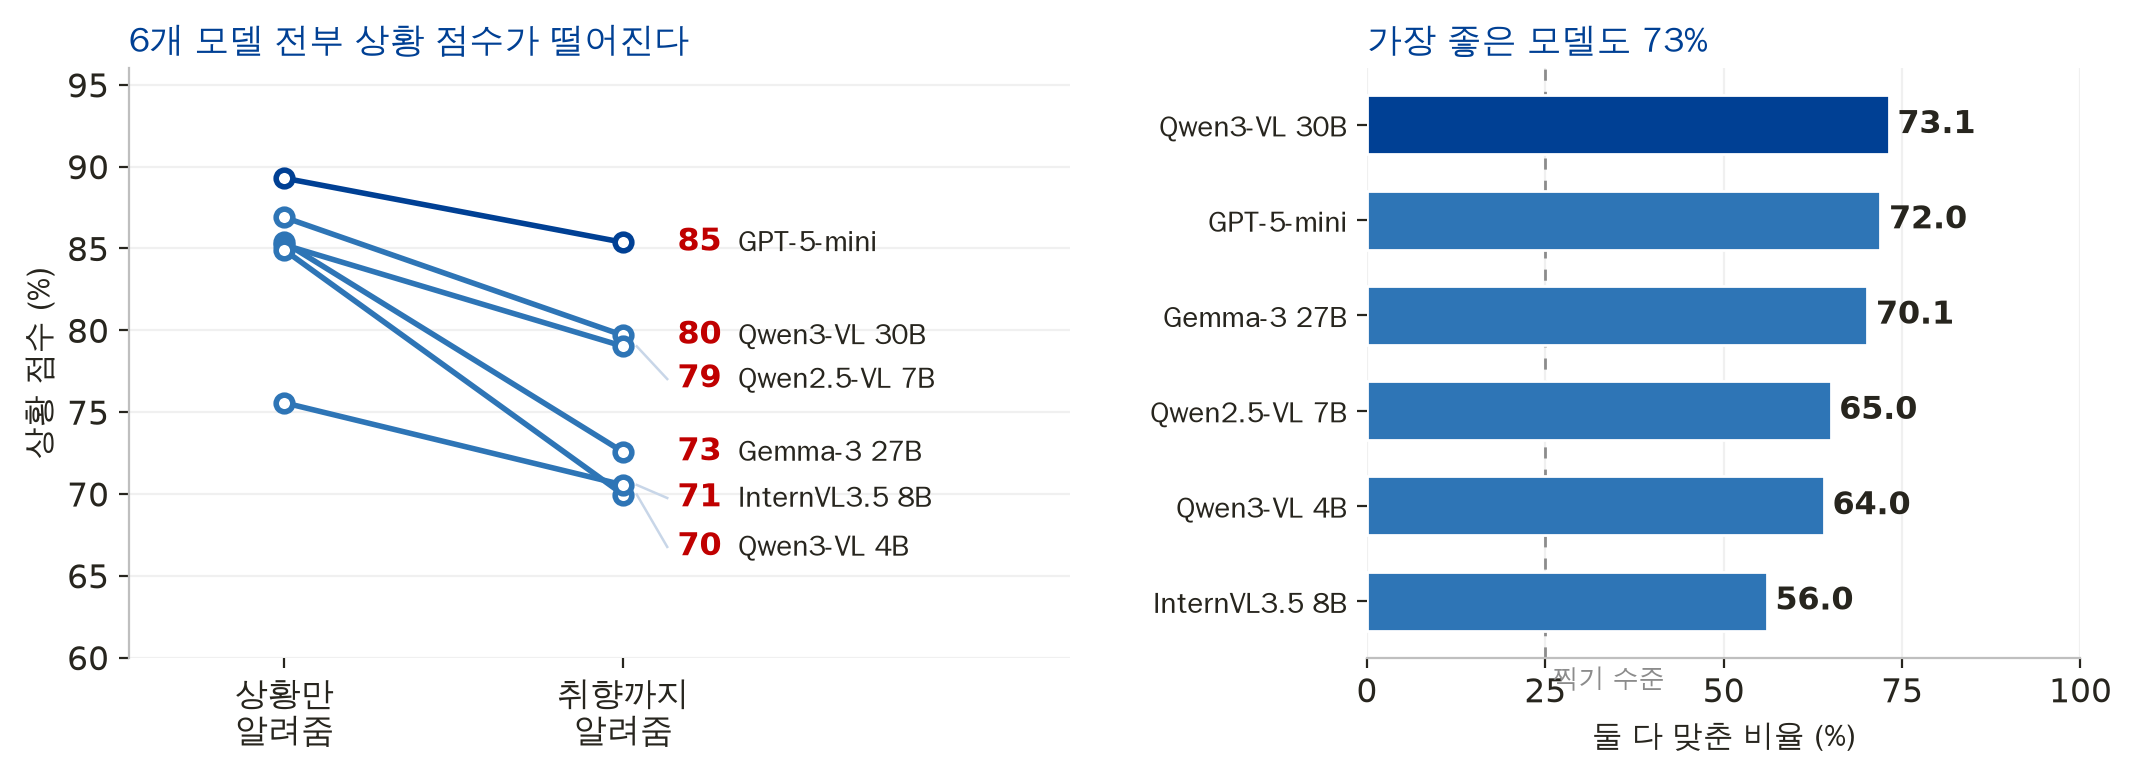 6개 모델 전부 상황 점수가 떨어진다
95
90
85
80
75
70
65
60
상황 점수 (%)
85 GPT-5-mini
80 Qwen3-VL 30B
79 Qwen2.5-VL 7B
73 Gemma-3 27B
71 InternVL3.5 8B
70 Qwen3-VL 4B
상황만
알려줌
취향까지
알려줌
가장 좋은 모델도 73%
Qwen3-VL 30B 73.1
GPT-5-mini 72.0
Gemma-3 27B 70.1
Qwen2.5-VL 7B 65.0
Qwen3-VL 4B 64.0
InternVL3.5 8B 56.0
찍기 수준
0 25 50 75 100
둘 다 맞춘 비율 (%)